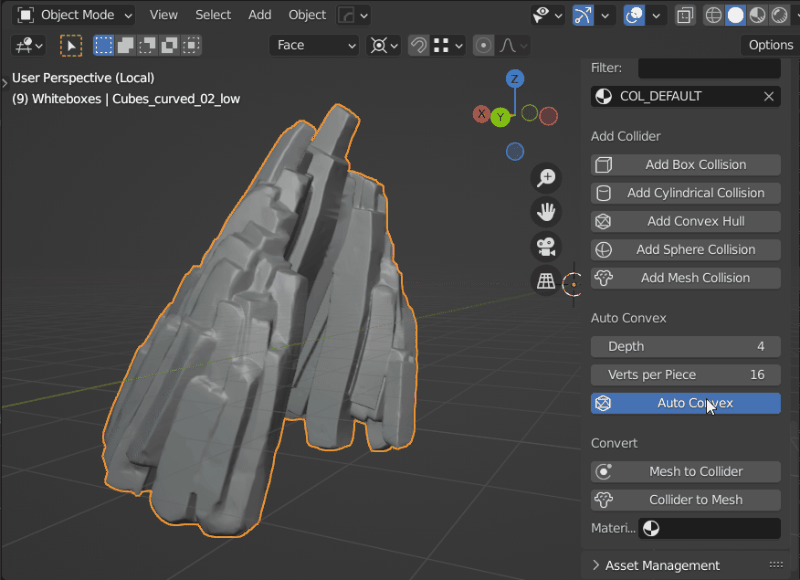 Object Mode View Select Add Object
Face Options
User Perspective (Local)
(9) Whiteboxes | Cubes_curved_02_low
Z
X Y
Filter:
COL_DEFAULT
Add Collider
Add Box Collision
Add Cylindrical Collision
Add Convex Hull
Add Sphere Collision
Add Mesh Collision
Auto Convex
Depth 4
Verts per Piece 16
Auto Convex
Convert
Mesh to Collider
Collider to Mesh
Materi...
Asset Management